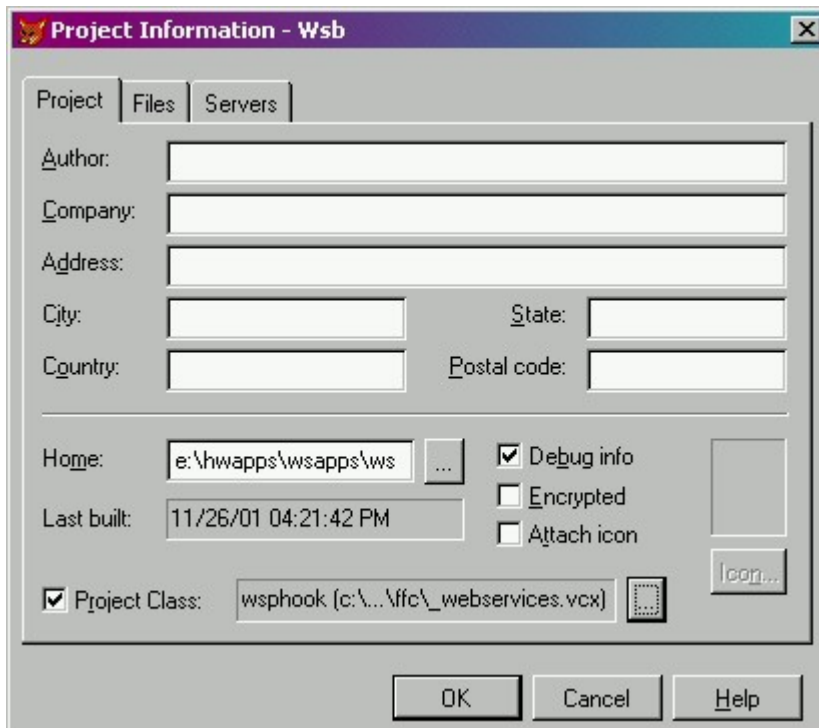 Project Information - Wsb
Project Files Servers
Author:
Company:
Address:
City: State:
Country: Postal code:
Home: e:\hwapps\wsapps\ws ... Debug info
Encrypted
Last built: 11/26/01 04:21:42 PM
Attach icon
Icon...
Project Class: wsphook (c:\...\ffc\_webservices.vcx) ...
OK Cancel Help